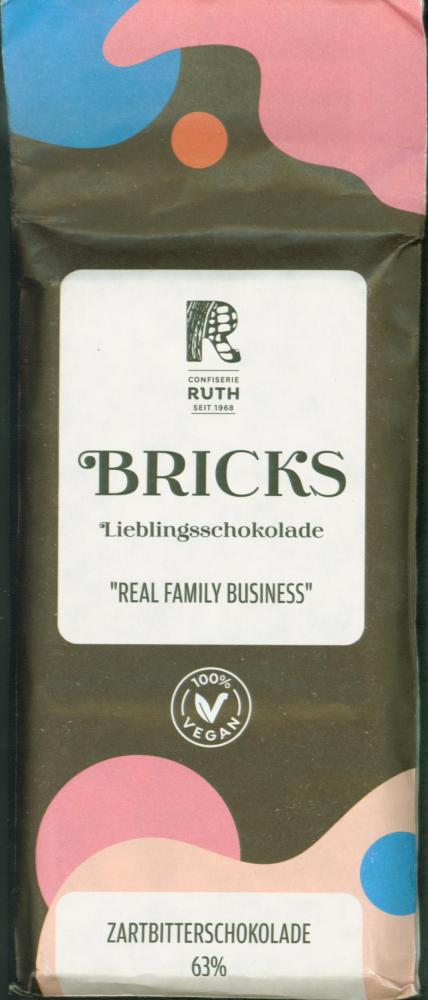 CONFISERIE
RUTH
SEIT 1968
BRICKS
Lieblingsschokolade
"REAL FAMILY BUSINESS"
100%
VEGAN
ZARTBITTERSCHOKOLADE
63%